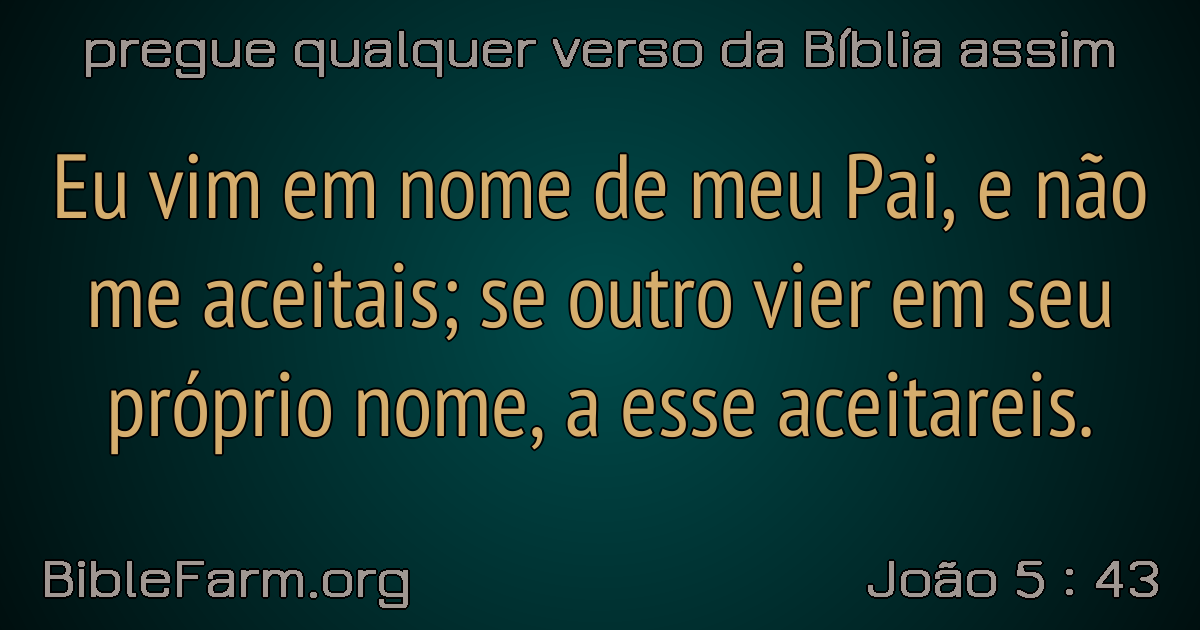 pregue qualquer verso da Bíblia assim
Eu vim em nome de meu Pai, e não
me aceitais; se outro vier em seu
próprio nome, a esse aceitareis.
BibleFarm.org
João 5 : 43